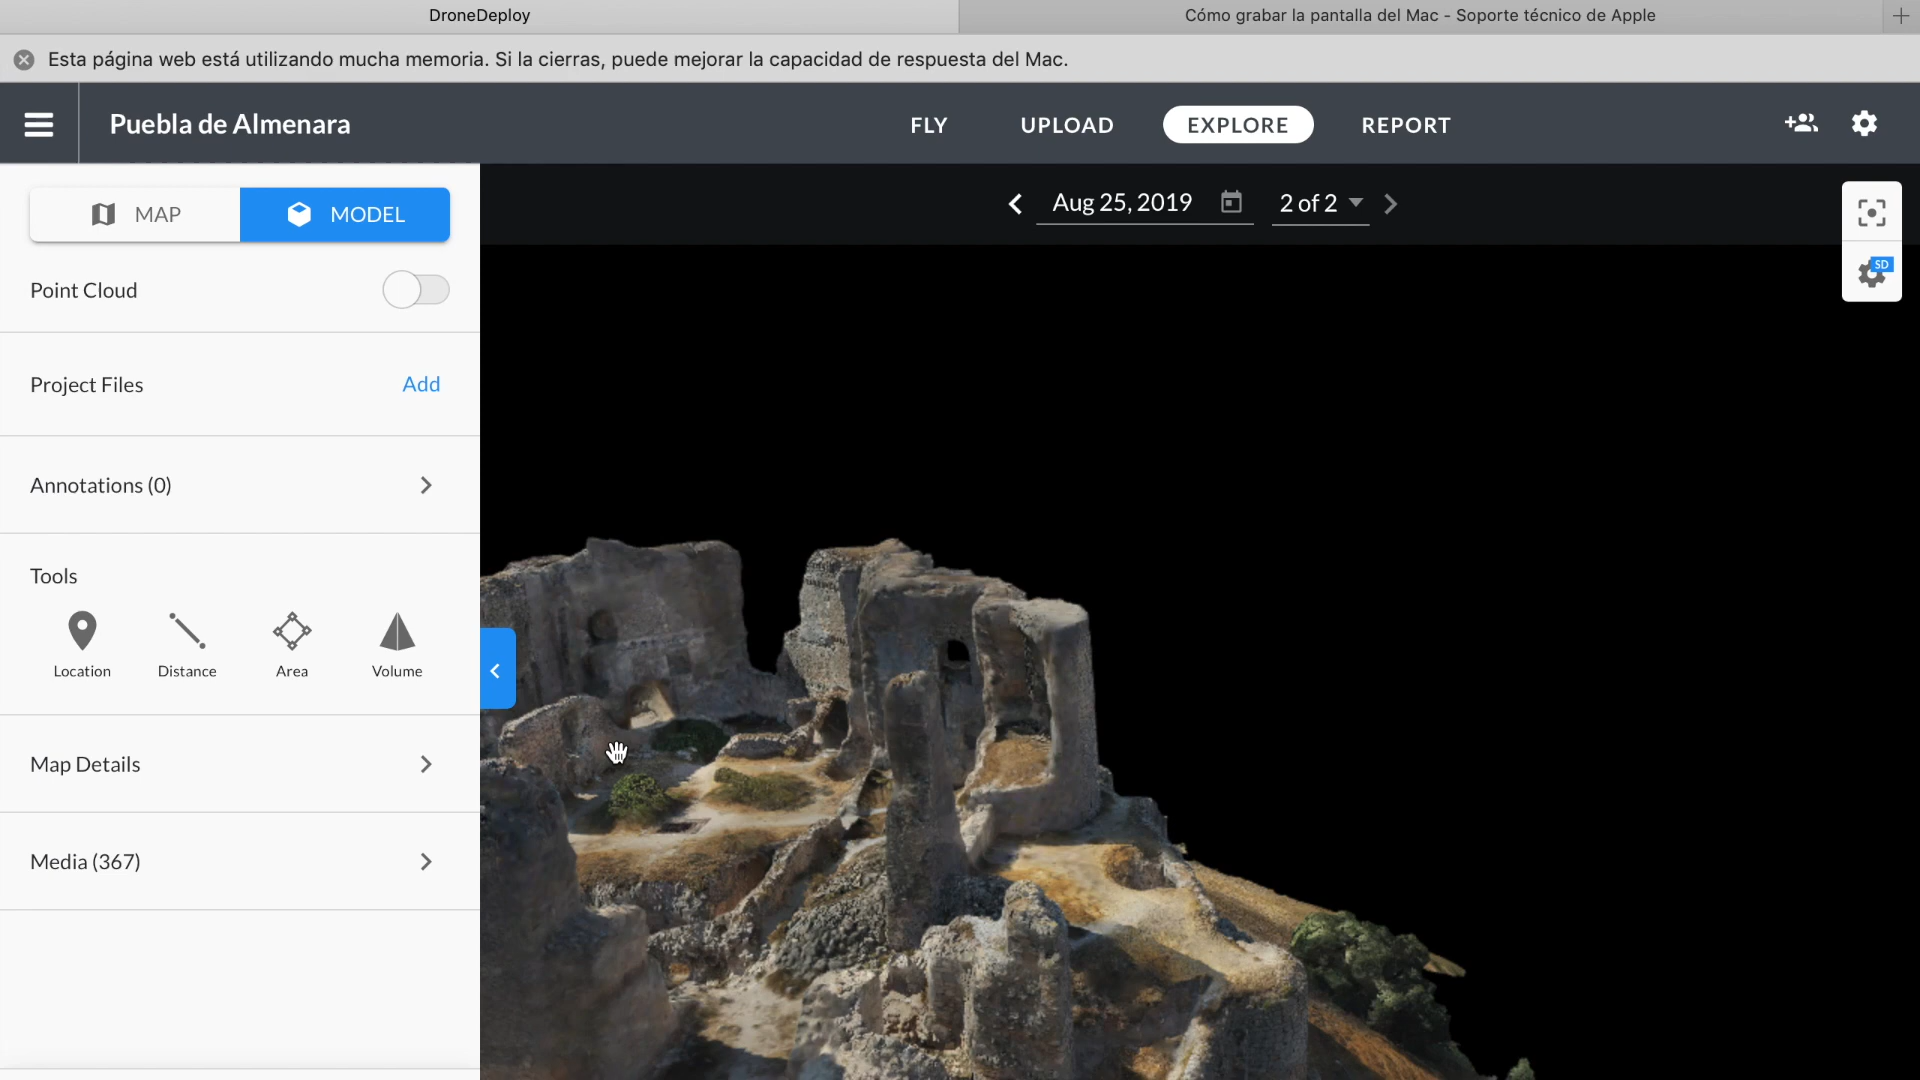 DroneDeploy
Cómo grabar la pantalla del Mac - Soporte técnico de Apple
Esta página web está utilizando mucha memoria. Si la cierras, puede mejorar la capacidad de respuesta del Mac.
Puebla de Almenara
FLY
UPLOAD
EXPLORE
REPORT
MAP
MODEL
Aug 25, 2019
2 of 2
SD
Point Cloud
Project Files
Add
Annotations (0)
Tools
Location
Distance
Area
Volume
Map Details
Media (367)